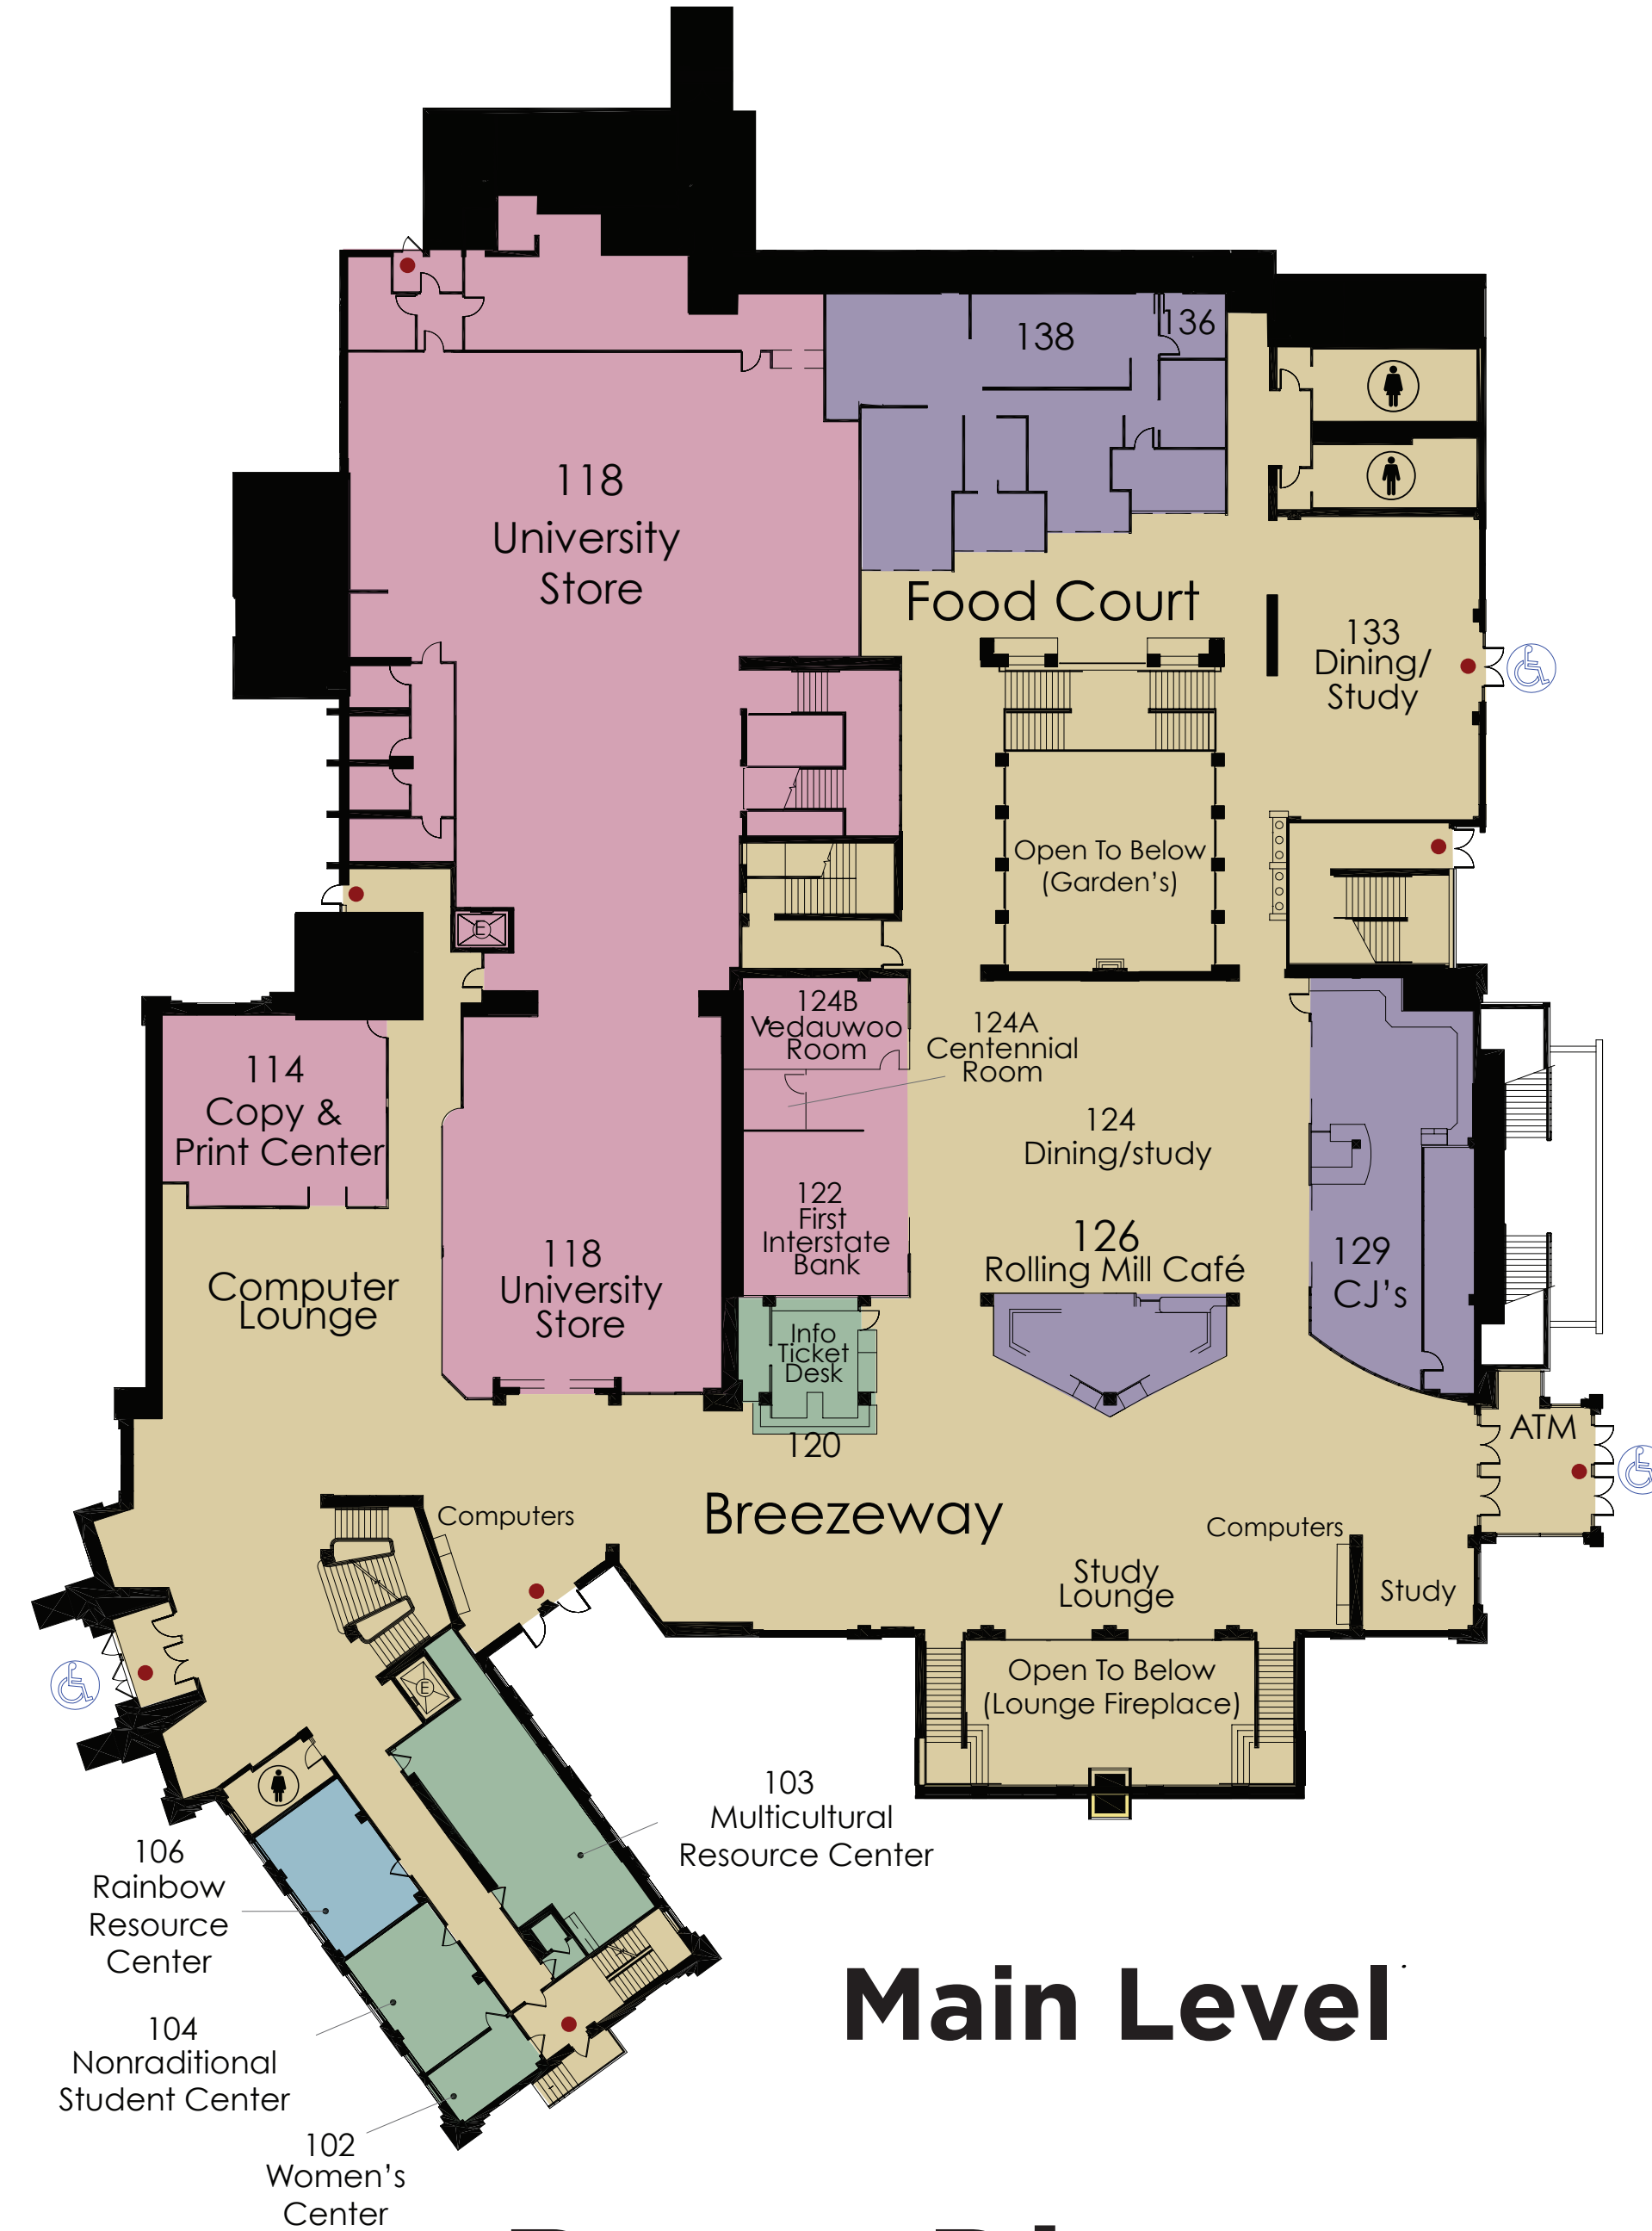 138
136
118
University
Store
Food Court
133
Dining/
Study
Open To Below
(Garden's)
E
124B
Vedauwoo
Room
124A
Centennial
Room
114
Copy &
Print Center
124
Dining/study
122
First
Interstate
Bank
126
Rolling Mill Café
129
CJ's
118
University
Store
Computer
Lounge
Info
Ticket
Desk
120
ATM
Breezeway
Computers
Computers
Study
Lounge
Study
E
Open To Below
(Lounge Fireplace)
103
Multicultural
Resource Center
106
Rainbow
Resource
Center
104
Nonraditional
Student Center
102
Women's
Center
Main Level